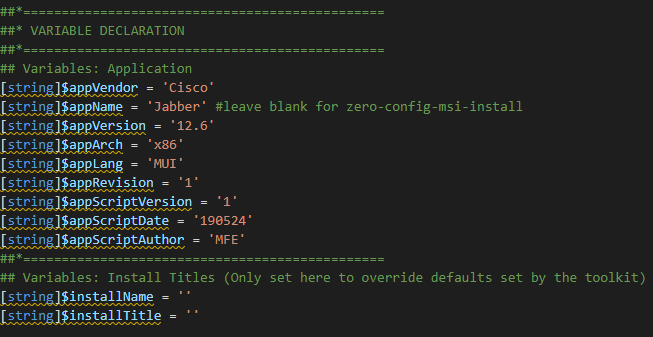 ##*===============================================
##* VARIABLE DECLARATION
##*===============================================
## Variables: Application
[string]$appVendor = 'Cisco'
[string]$appName = 'Jabber' #leave blank for zero-config-msi-install
[string]$appVersion = '12.6'
[string]$appArch = 'x86'
[string]$appLang = 'MUI'
[string]$appRevision = '1'
[string]$appScriptVersion = '1'
[string]$appScriptDate = '190524'
[string]$appScriptAuthor = 'MFE'
##*===============================================
## Variables: Install Titles (Only set here to override defaults set by the toolkit)
[string]$installName = ''
[string]$installTitle = ''